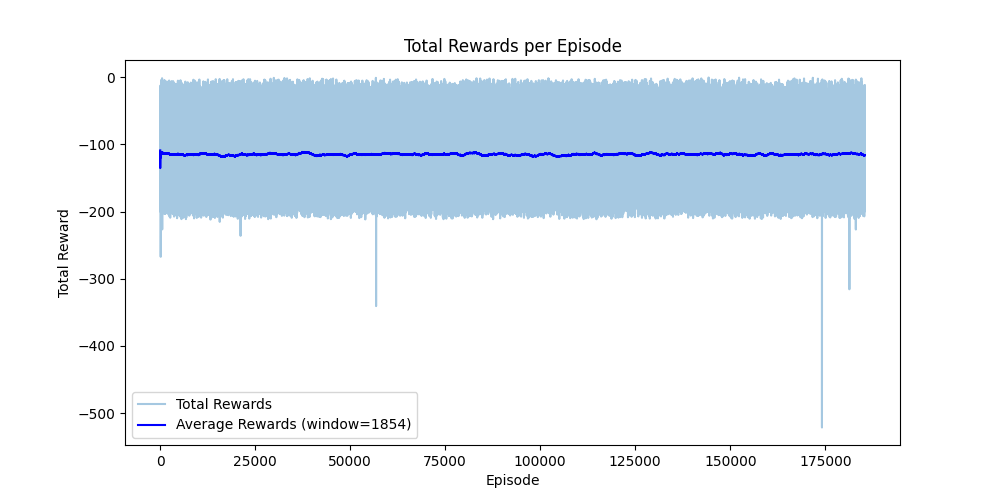 Total Rewards per Episode
0
−100
−200
−300
−400
−500
Total Reward
Total Rewards
Average Rewards (window=1854)
0 25000 50000 75000 100000 125000 150000 175000
Episode